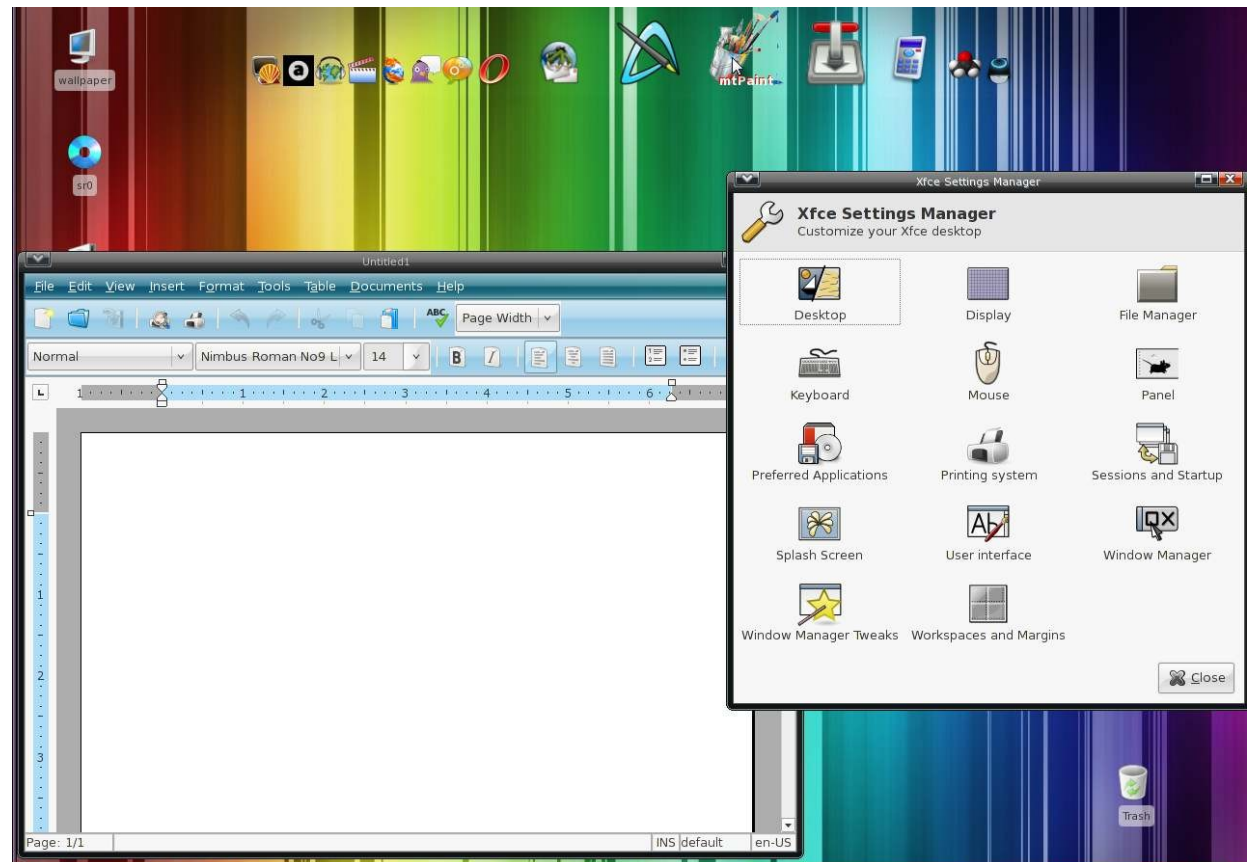 wallpaper
mtPaint
sr0
Untitled1
File Edit View Insert Format Tools Table Documents Help
ABC Page Width
Normal Nimbus Roman No9 L 14 B I
L 1 1 2 3 4 5 6
1
2
3
Page: 1/1 INS default en-US
Xfce Settings Manager
Xfce Settings Manager
Customize your Xfce desktop
Desktop Display File Manager
Keyboard Mouse Panel
Preferred Applications Printing system Sessions and Startup
Splash Screen User interface Window Manager
Window Manager Tweaks Workspaces and Margins
Close
Trash